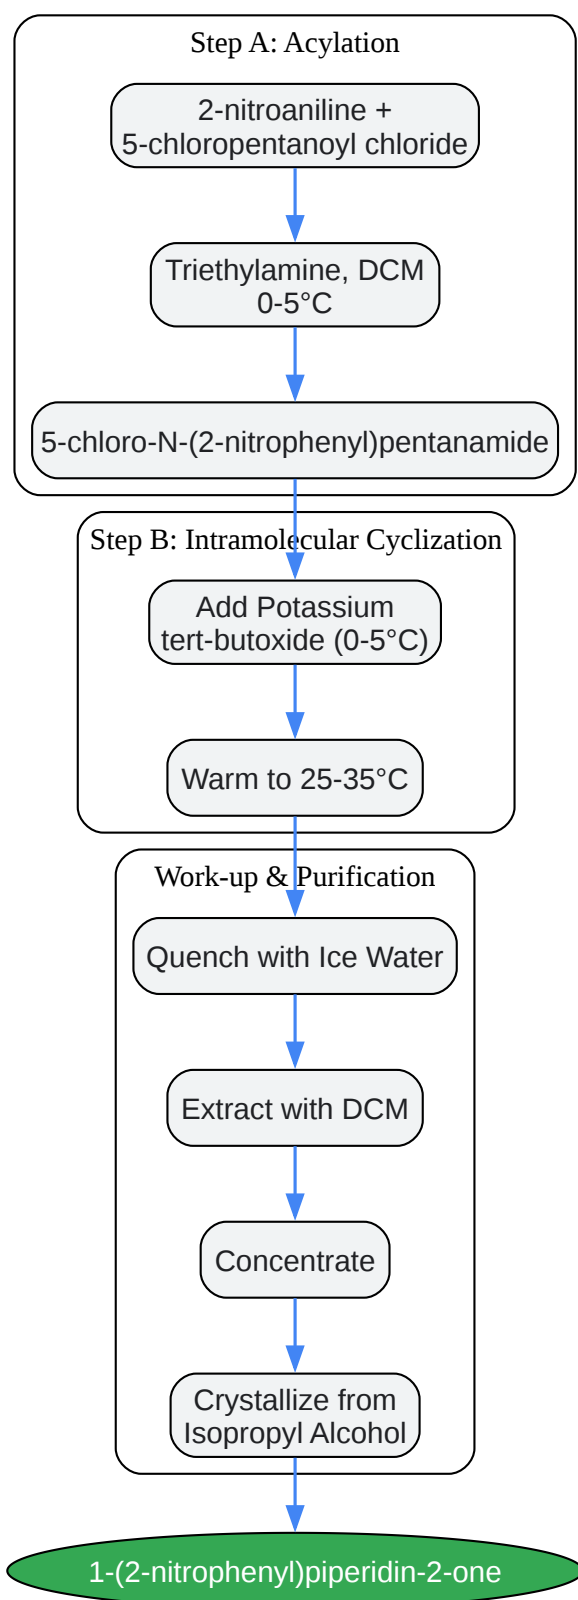 Step A: Acylation
2-nitroaniline +
5-chloropentanoyl chloride
Triethylamine, DCM
0-5°C
5-chloro-N-(2-nitrophenyl)pentanamide
Step B: Intramolecular Cyclization
Add Potassium
tert-butoxide (0-5°C)
Warm to 25-35°C
Work-up & Purification
Quench with Ice Water
Extract with DCM
Concentrate
Crystallize from
Isopropyl Alcohol
1-(2-nitrophenyl)piperidin-2-one